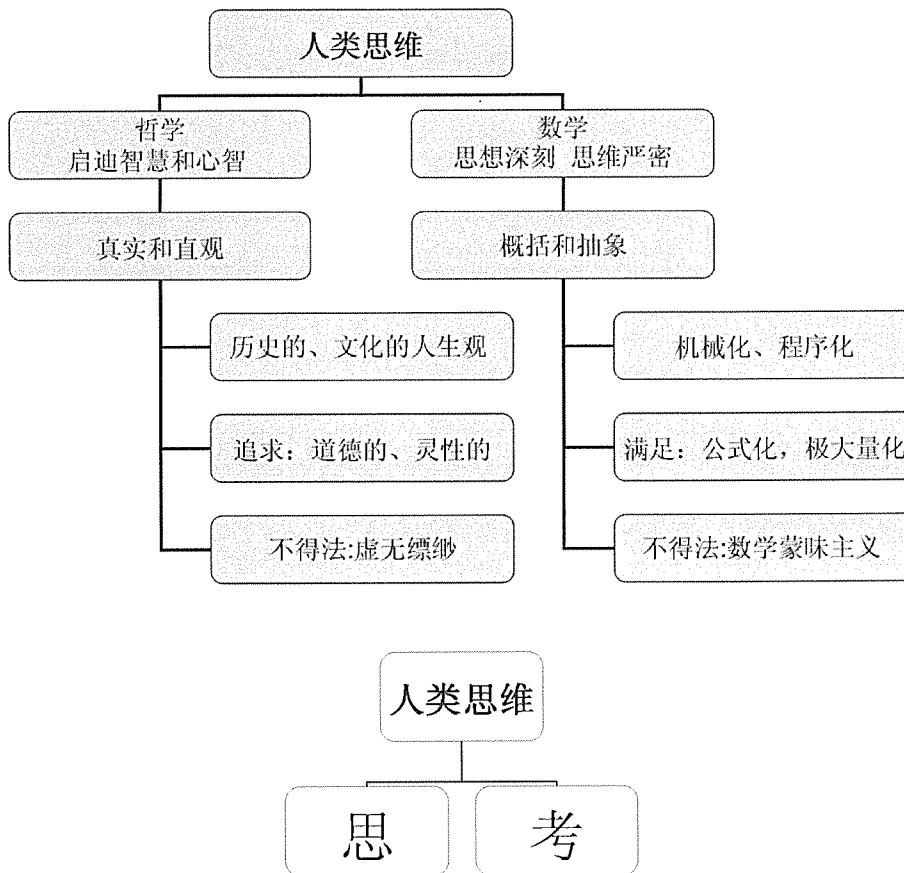 人类思维
哲学
启迪智慧和心智
数学
思想深刻 思维严密
真实和直观
概括和抽象
历史的、文化的人生观
机械化、程序化
追求：道德的、灵性的
满足：公式化，极大量化
不得法:虚无缥缈
不得法:数学蒙昧主义
人类思维
思
考